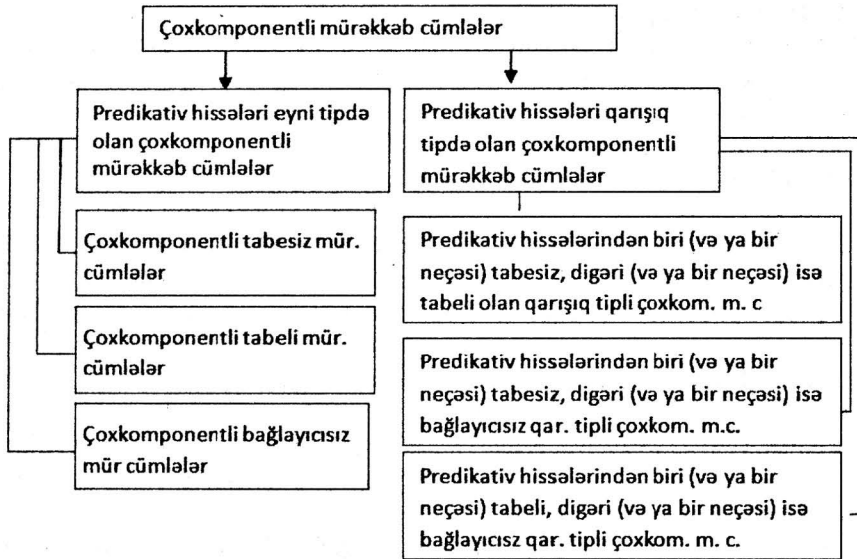 Çoxkomponentli mürəkkəb cümlələr
Predikativ hissələri eyni tipdə
olan çoxkomponentli
mürəkkəb cümlələr
Çoxkomponentli tabesiz mür.
cümlələr
Çoxkomponentli tabeli mür.
cümlələr
Çoxkomponentli bağlayıcısız
mür cümlələr
Predikativ hissələri qarışıq
tipdə olan çoxkomponentli
mürəkkəb cümlələr
Predikativ hissələrindən biri (və ya bir
neçəsi) tabesiz, digəri (və ya bir neçəsi) isə
tabeli olan qarışıq tipli çoxkom. m. c
Predikativ hissələrindən biri (və ya bir
neçəsi) tabesiz, digəri (və ya bir neçəsi) isə
bağlayıcısız qar. tipli çoxkom. m.c.
Predikativ hissələrindən biri (və ya bir
neçəsi) tabeli, digəri (və ya bir neçəsi) isə
bağlayıcısz qar. tipli çoxkom. m. c.